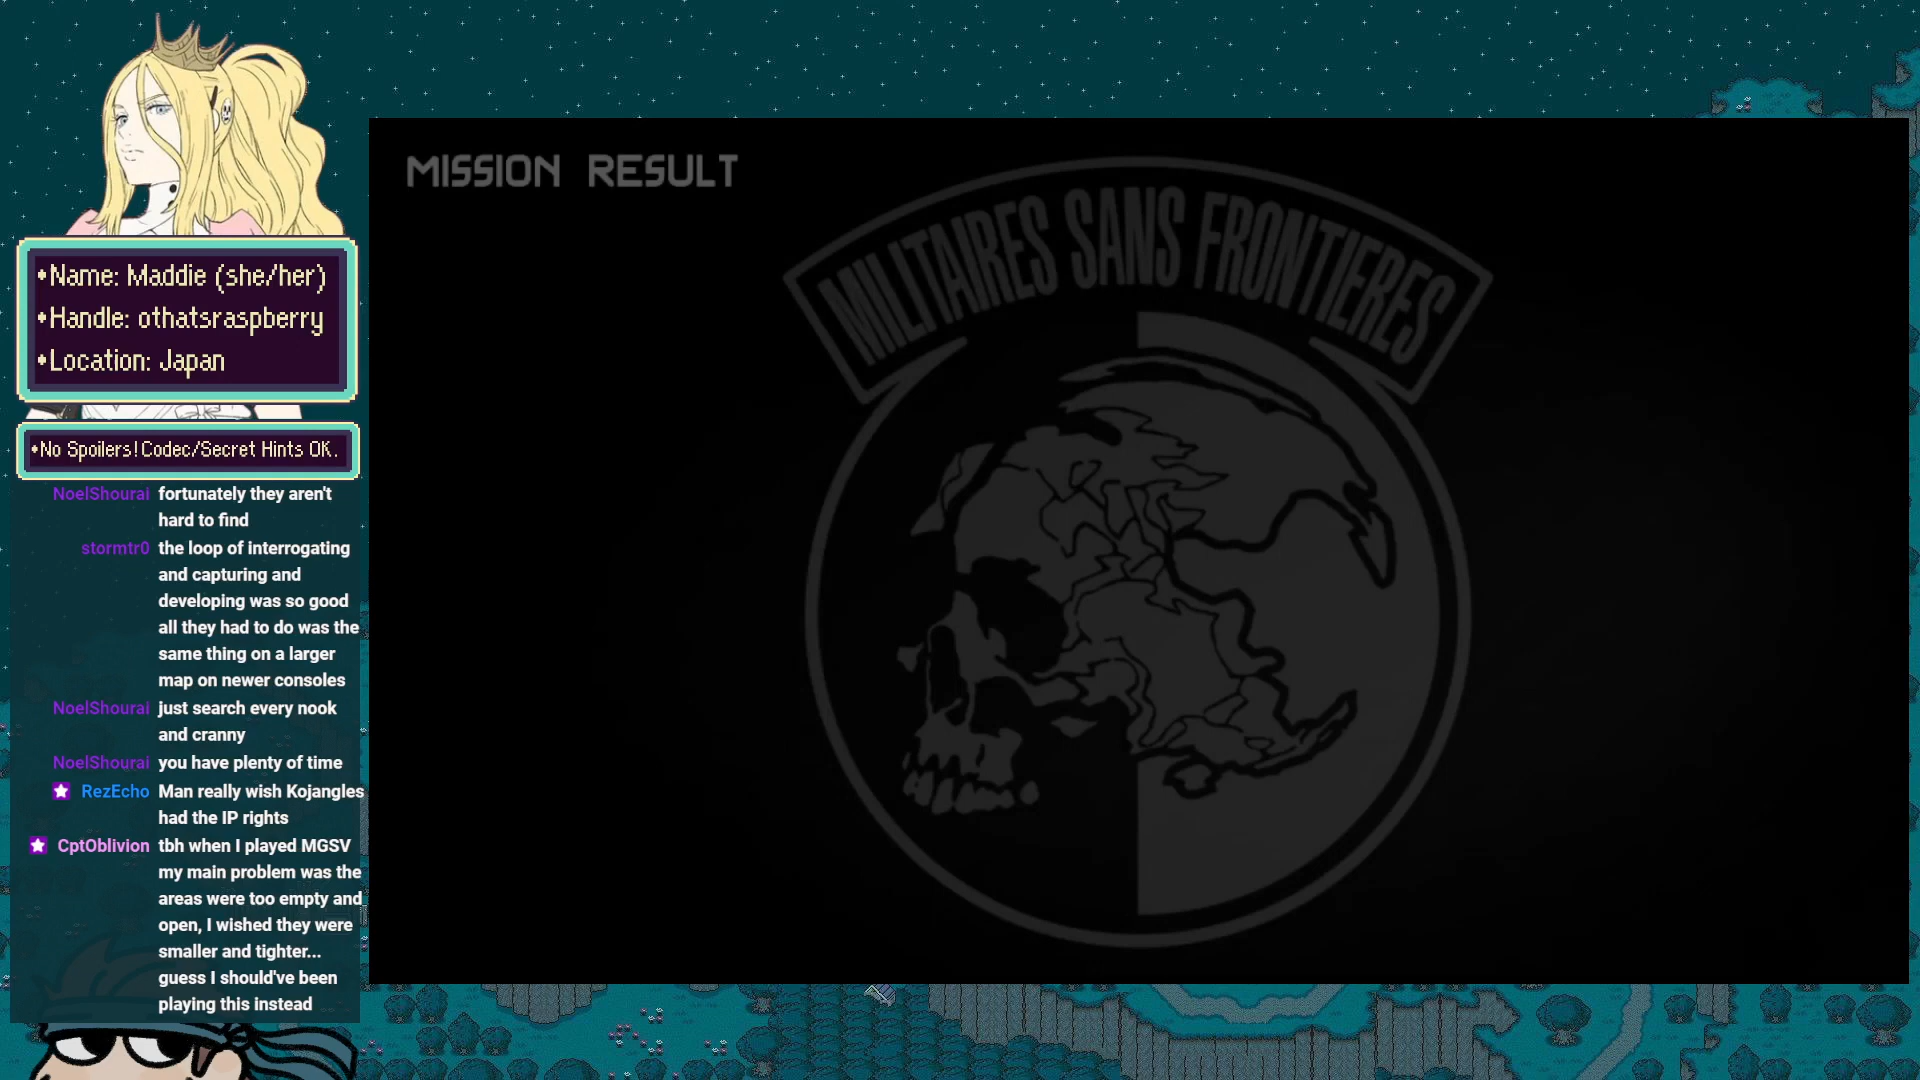 •Name: Maddie (she/her)
•Handle: othatsraspberry
•Location: Japan
•No Spoilers!Codec/Secret Hints OK.
NoelShourai fortunately they aren't
hard to find
stormtr0 the loop of interrogating
and capturing and
developing was so good
all they had to do was the
same thing on a larger
map on newer consoles
NoelShourai just search every nook
and cranny
NoelShourai you have plenty of time
RezEcho Man really wish Kojangles
had the IP rights
CptOblivion tbh when I played MGSV
my main problem was the
areas were too empty and
open, I wished they were
smaller and tighter...
guess I should've been
playing this instead
MISSION RESULT
MILITAIRES SANS FRONTIERES